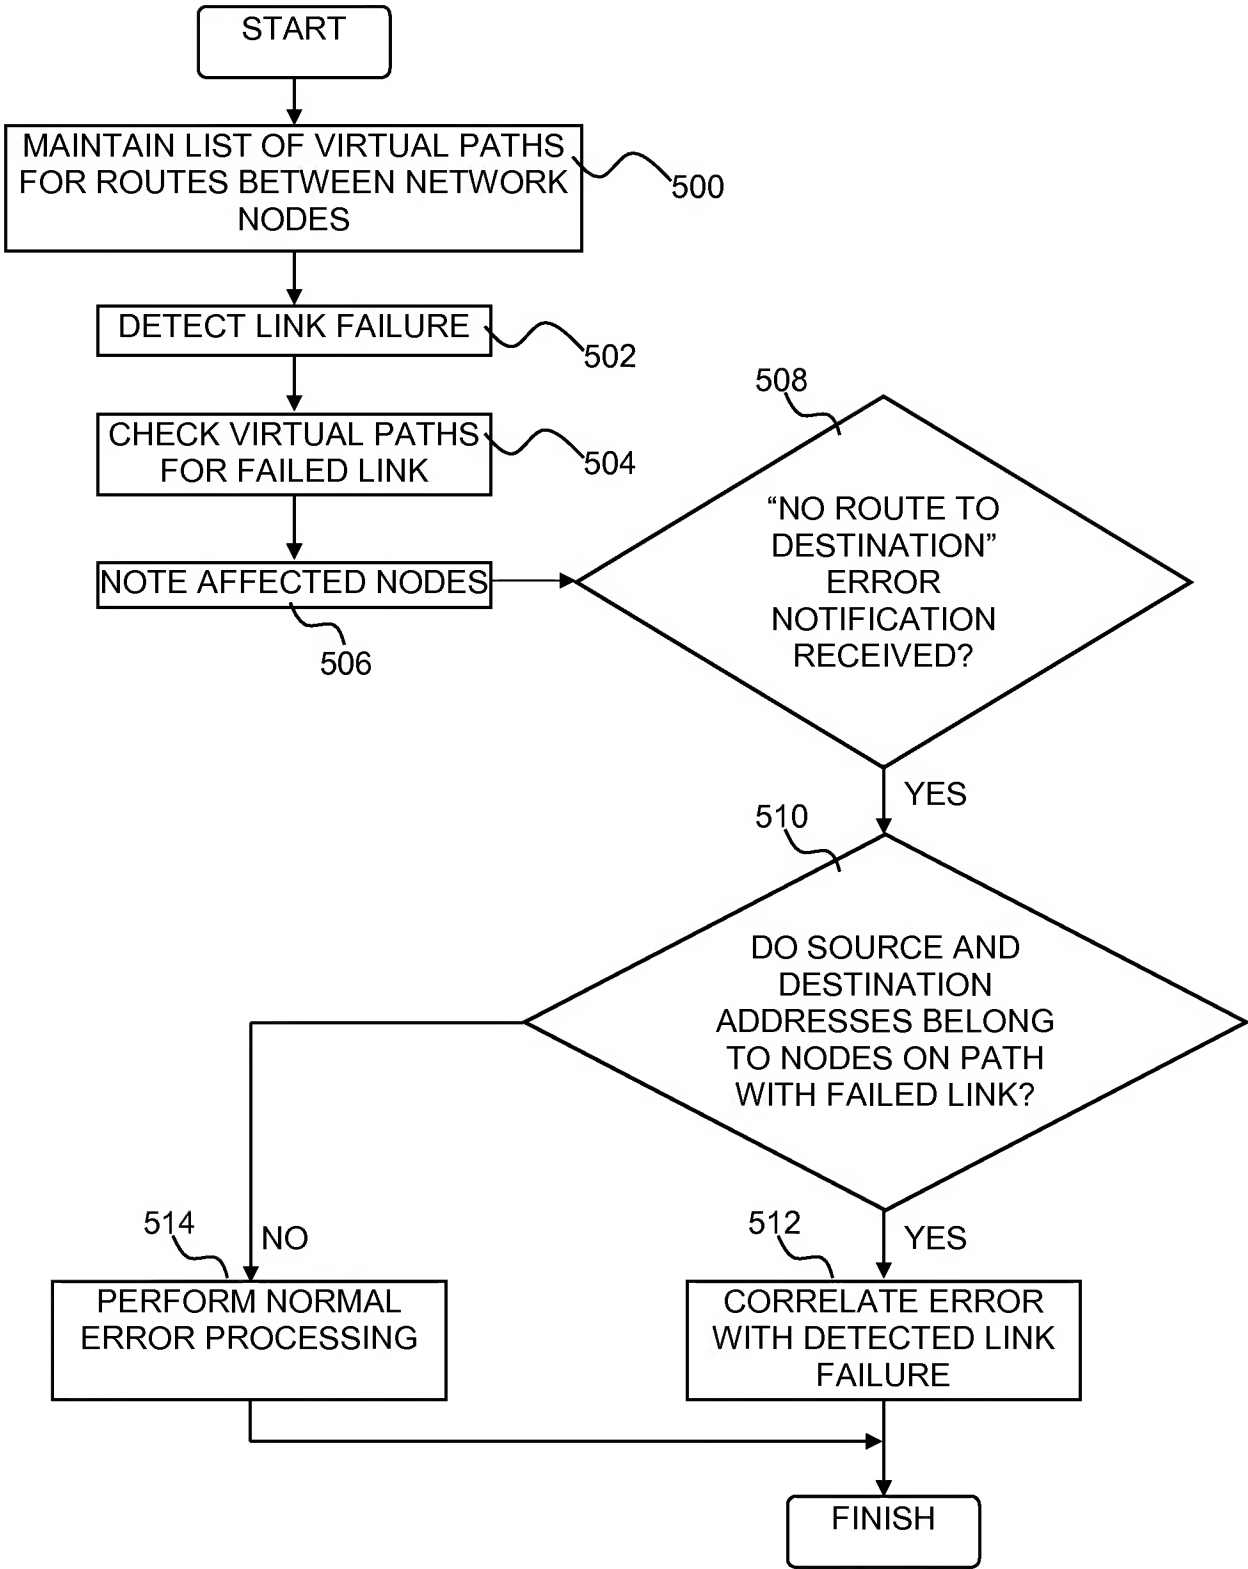 START
MAINTAIN LIST OF VIRTUAL PATHS
FOR ROUTES BETWEEN NETWORK
NODES
500
DETECT LINK FAILURE
502
CHECK VIRTUAL PATHS
FOR FAILED LINK
504
NOTE AFFECTED NODES
506
508
“NO ROUTE TO
DESTINATION”
ERROR
NOTIFICATION
RECEIVED?
YES
510
DO SOURCE AND
DESTINATION
ADDRESSES BELONG
TO NODES ON PATH
WITH FAILED LINK?
514
NO
PERFORM NORMAL
ERROR PROCESSING
512
YES
CORRELATE ERROR
WITH DETECTED LINK
FAILURE
FINISH